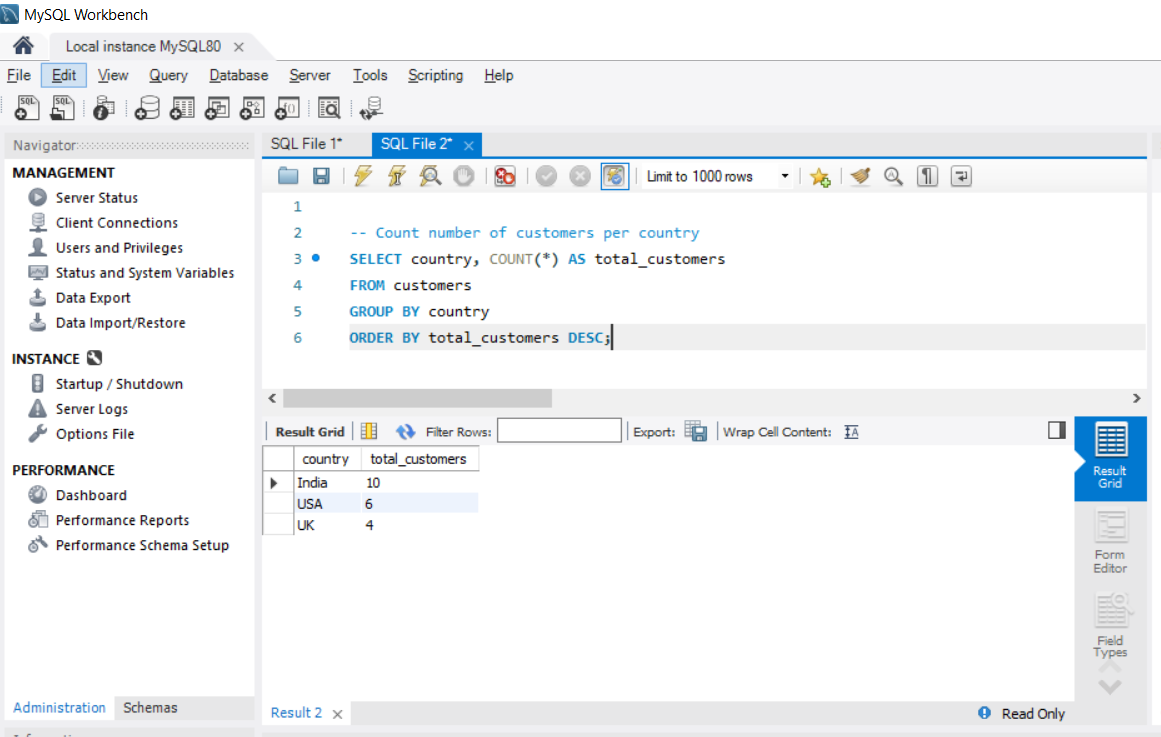 MySQL Workbench
Local instance MySQL80
File Edit View Query Database Server Tools Scripting Help
Navigator
MANAGEMENT
Server Status
Client Connections
Users and Privileges
Status and System Variables
Data Export
Data Import/Restore
INSTANCE
Startup / Shutdown
Server Logs
Options File
PERFORMANCE
Dashboard
Performance Reports
Performance Schema Setup
Administration Schemas
SQL File 1* SQL File 2*
Limit to 1000 rows
1
2 -- Count number of customers per country
3 SELECT country, COUNT(*) AS total_customers
4 FROM customers
5 GROUP BY country
6 ORDER BY total_customers DESC;
Result Grid Filter Rows: Export: Wrap Cell Content:
country total_customers
India 10
USA 6
UK 4
Result
Grid
Form
Editor
Field
Types
Result 2 Read Only